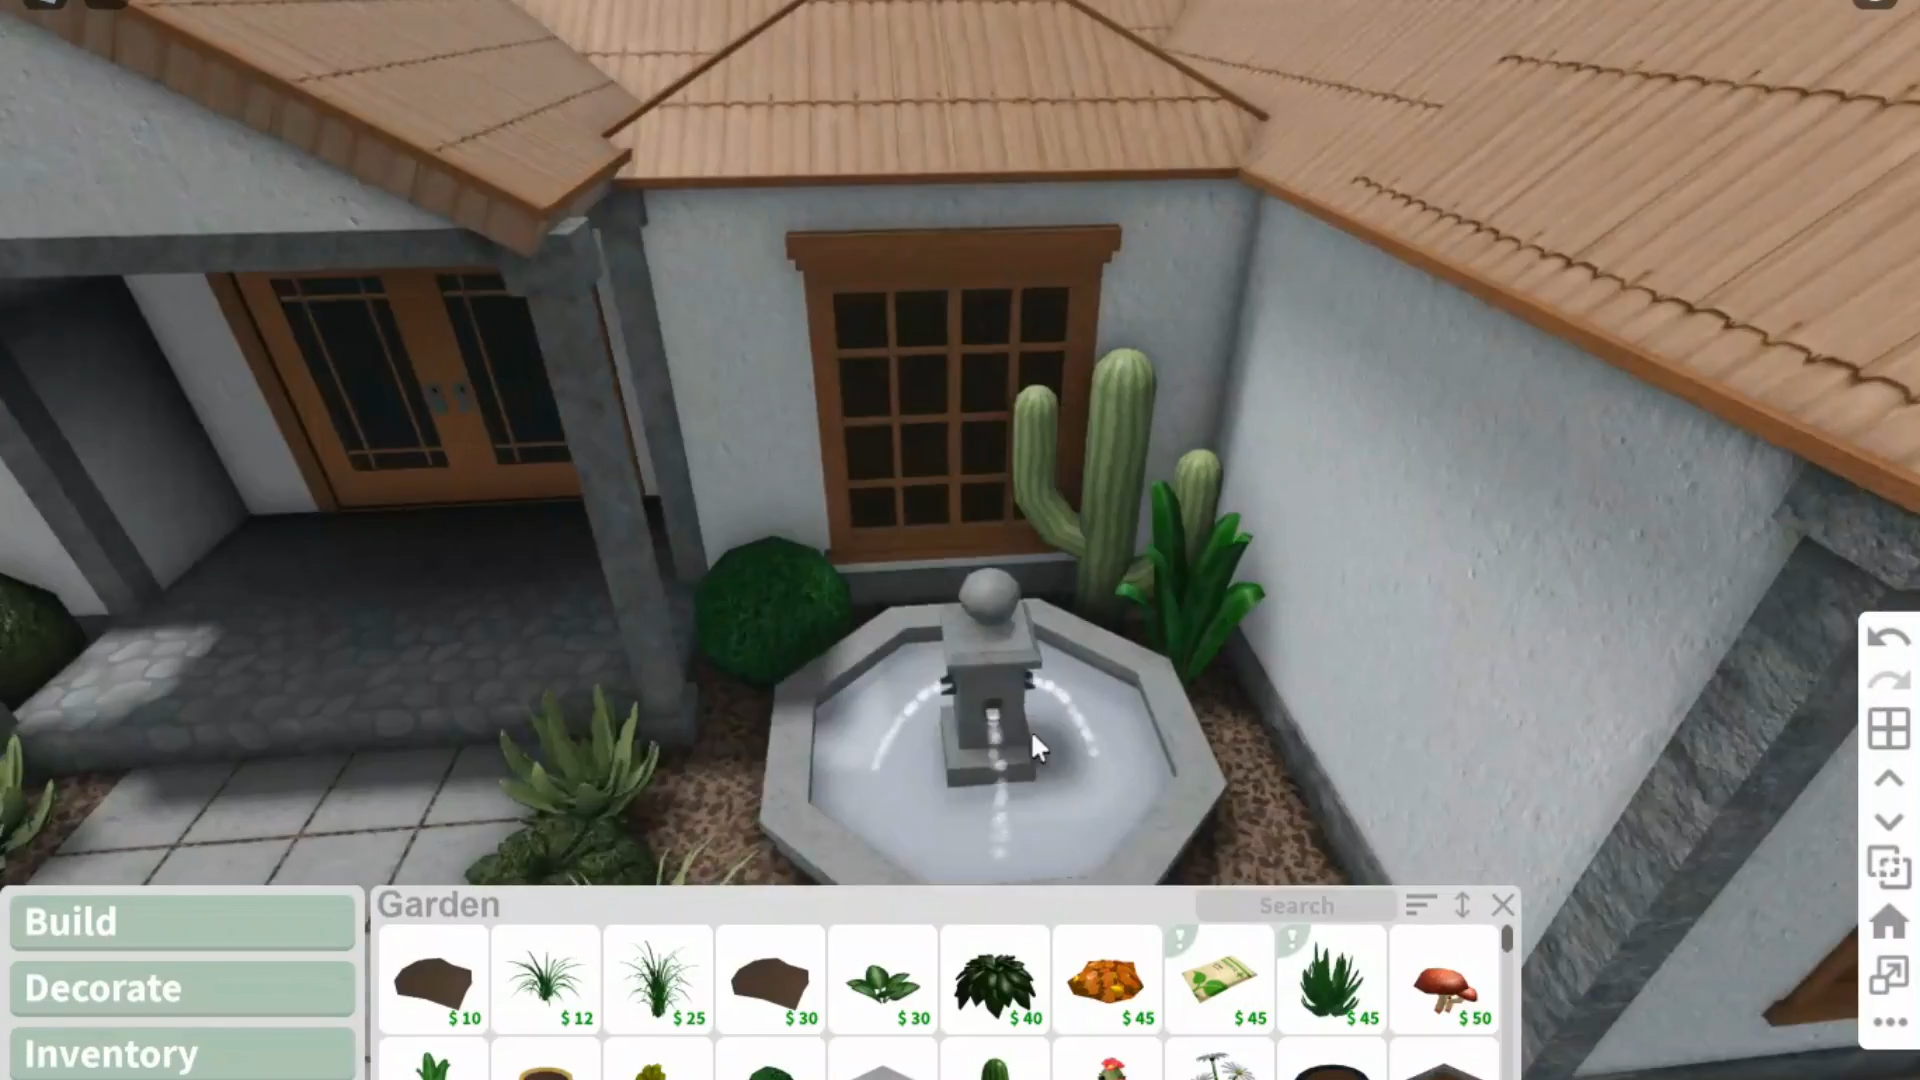 Build
Decorate
Inventory
Garden
Search
$10
$12
$25
$30
$30
$40
$45
$45
$45
$50